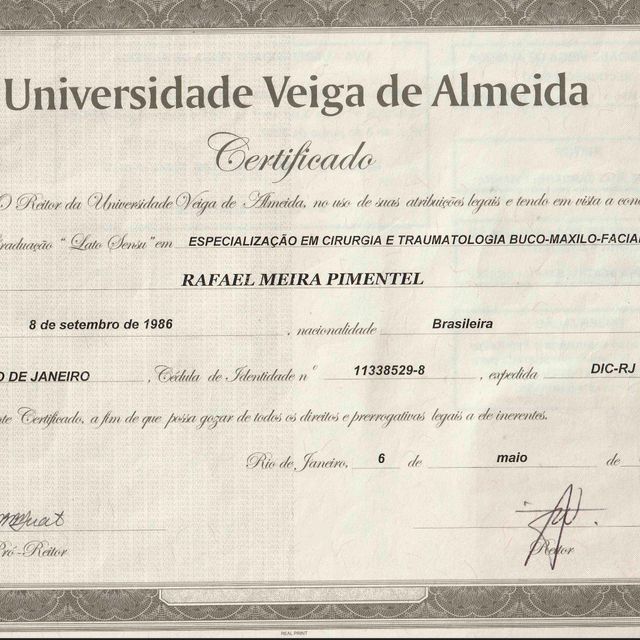 Universidade Veiga de Almeida
Certificado
O Reitor da Universidade Veiga de Almeida, no uso de suas atribuições legais e tendo em vista a conc
Graduação “Lato Sensu” em ESPECIALIZAÇÃO EM CIRURGIA E TRAUMATOLOGIA BUCO-MAXILO-FACIAL
RAFAEL MEIRA PIMENTEL
8 de setembro de 1986 , nacionalidade Brasileira
O DE JANEIRO , Cédula de Identidade nº 11338529-8 , expedida DIC-RJ
te Certificado, a fim de que possa gozar de todos os direitos e prerrogativas legais a ele inerentes.
Rio de Janeiro, 6 de maio de
Pró-Reitor Reitor
REAL PRINT